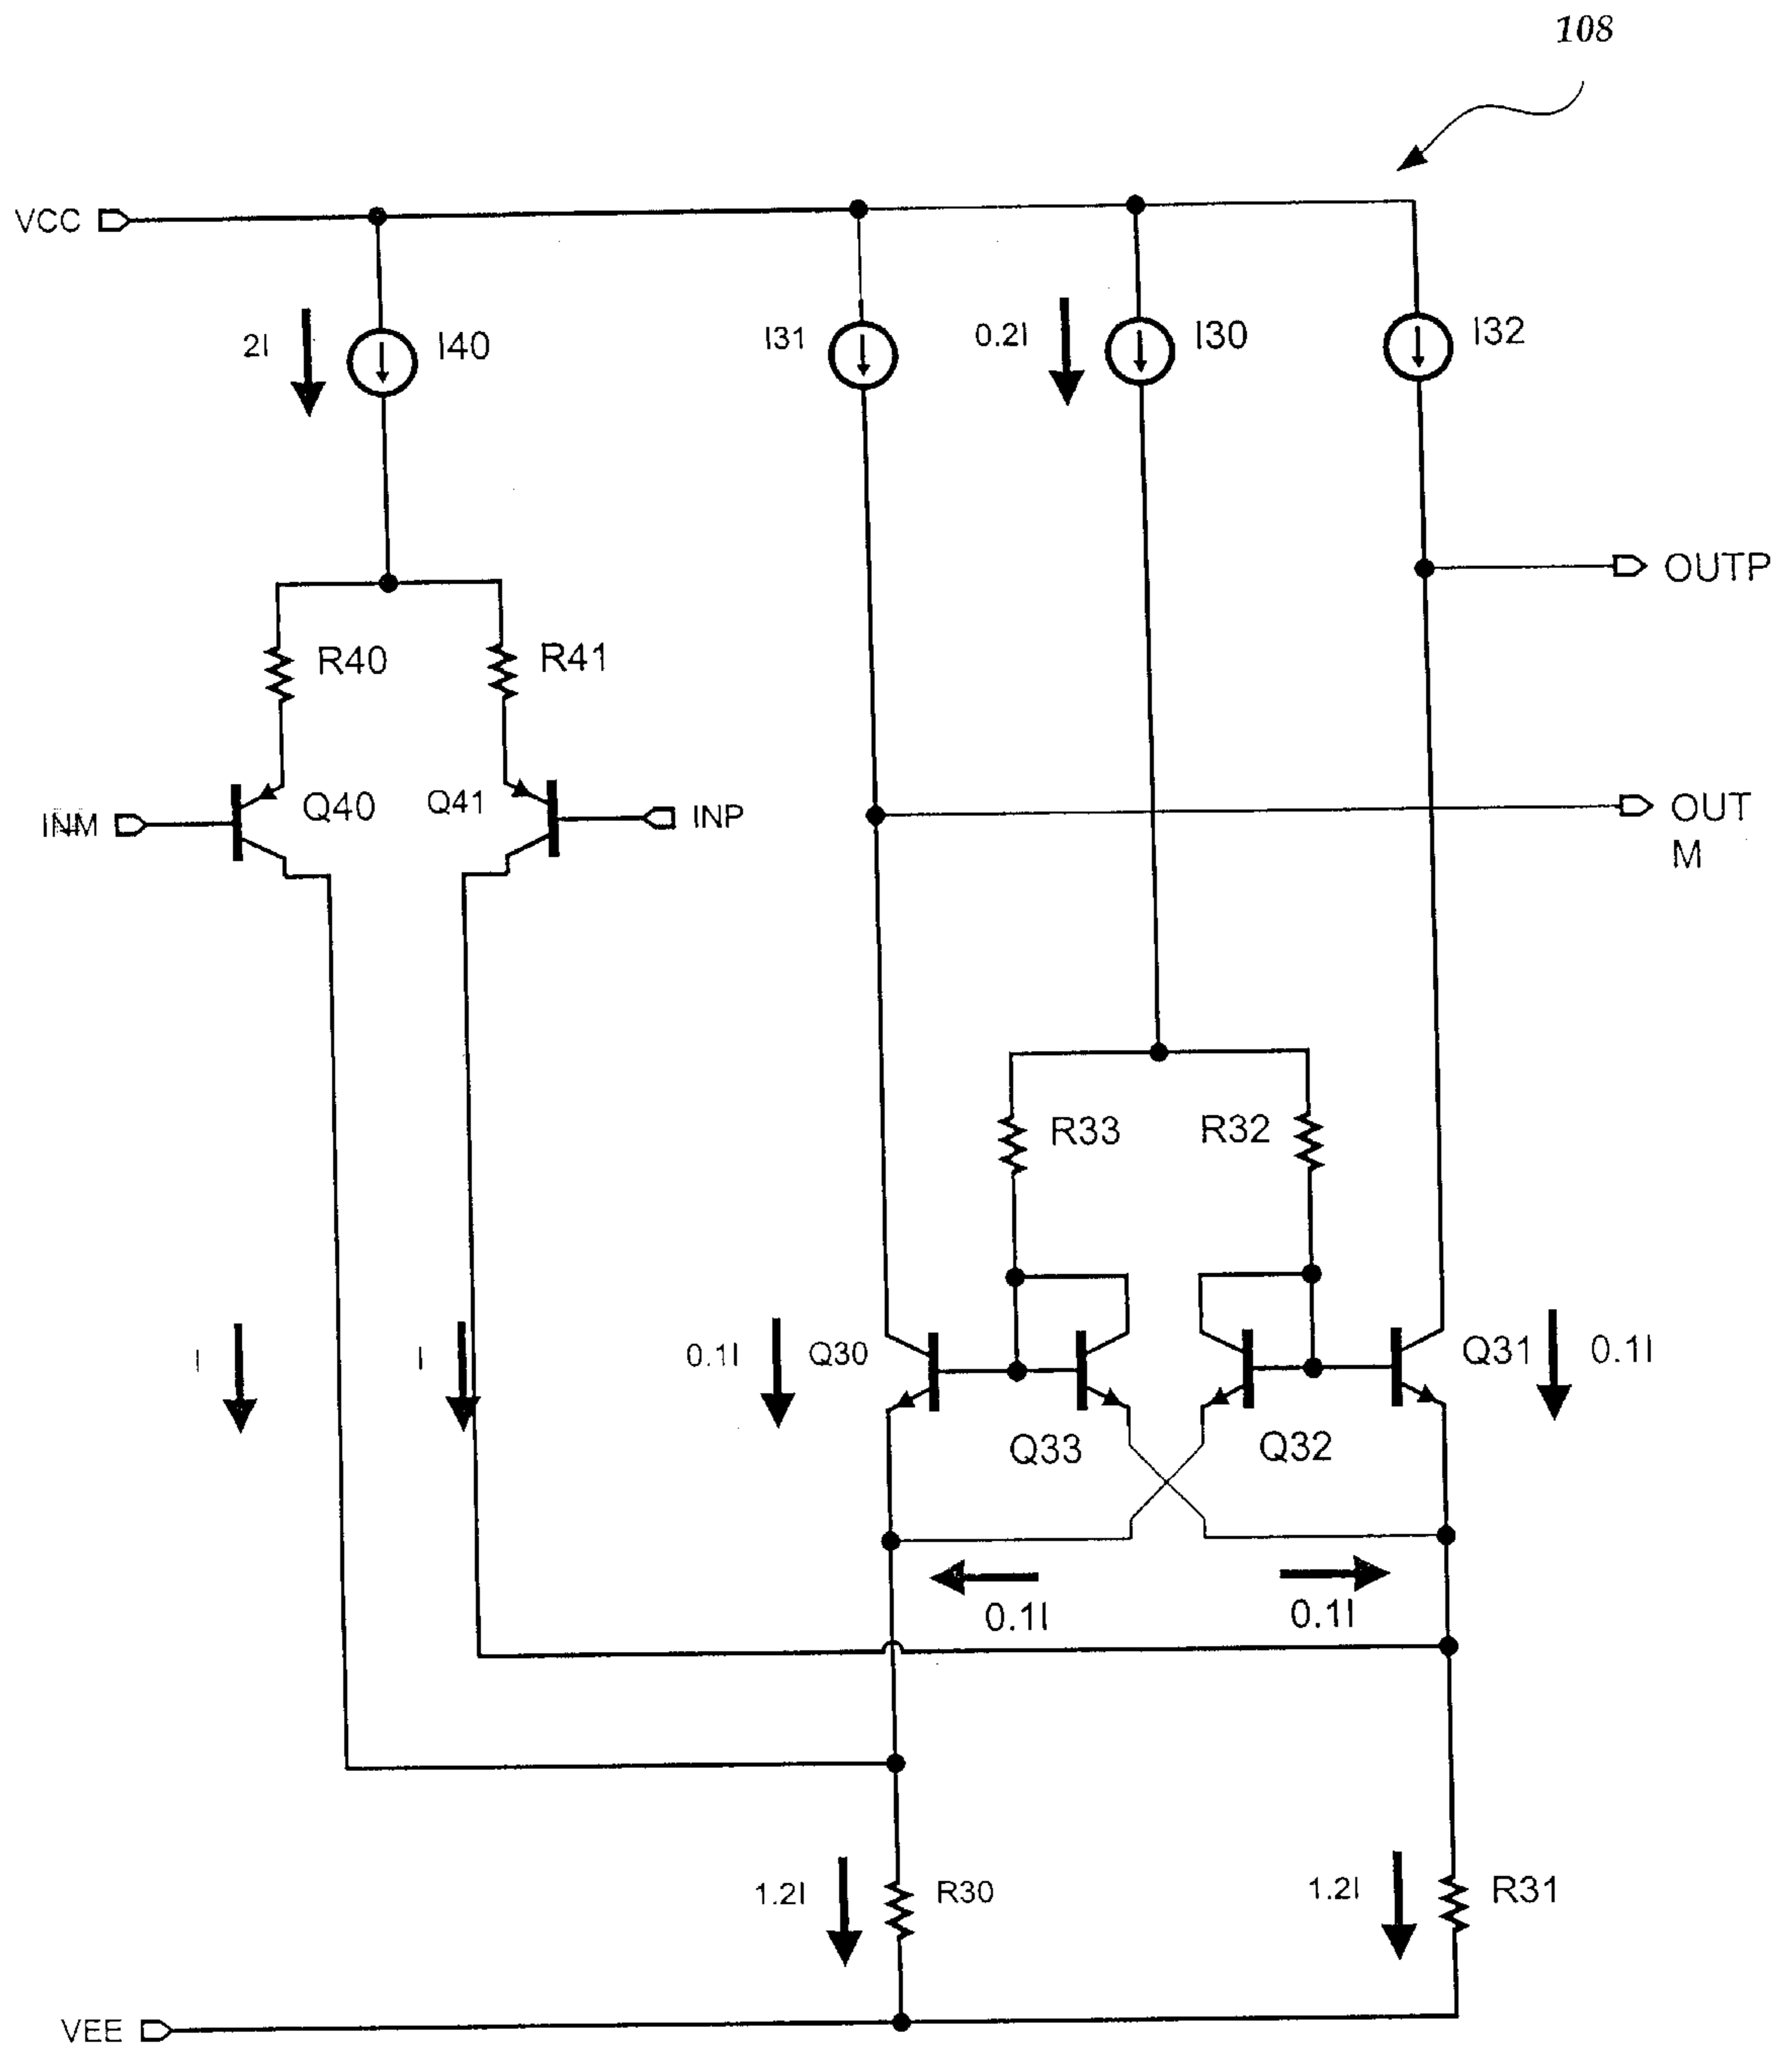 108
VCC
2I
I40
I31
0.2I
I30
I32
OUTP
R40
R41
INM
Q40
Q41
INP
OUT
M
R33
R32
I
I
0.1I
Q30
Q31
0.1I
Q33
Q32
0.1I
0.1I
1.2I
R30
1.2I
R31
VEE